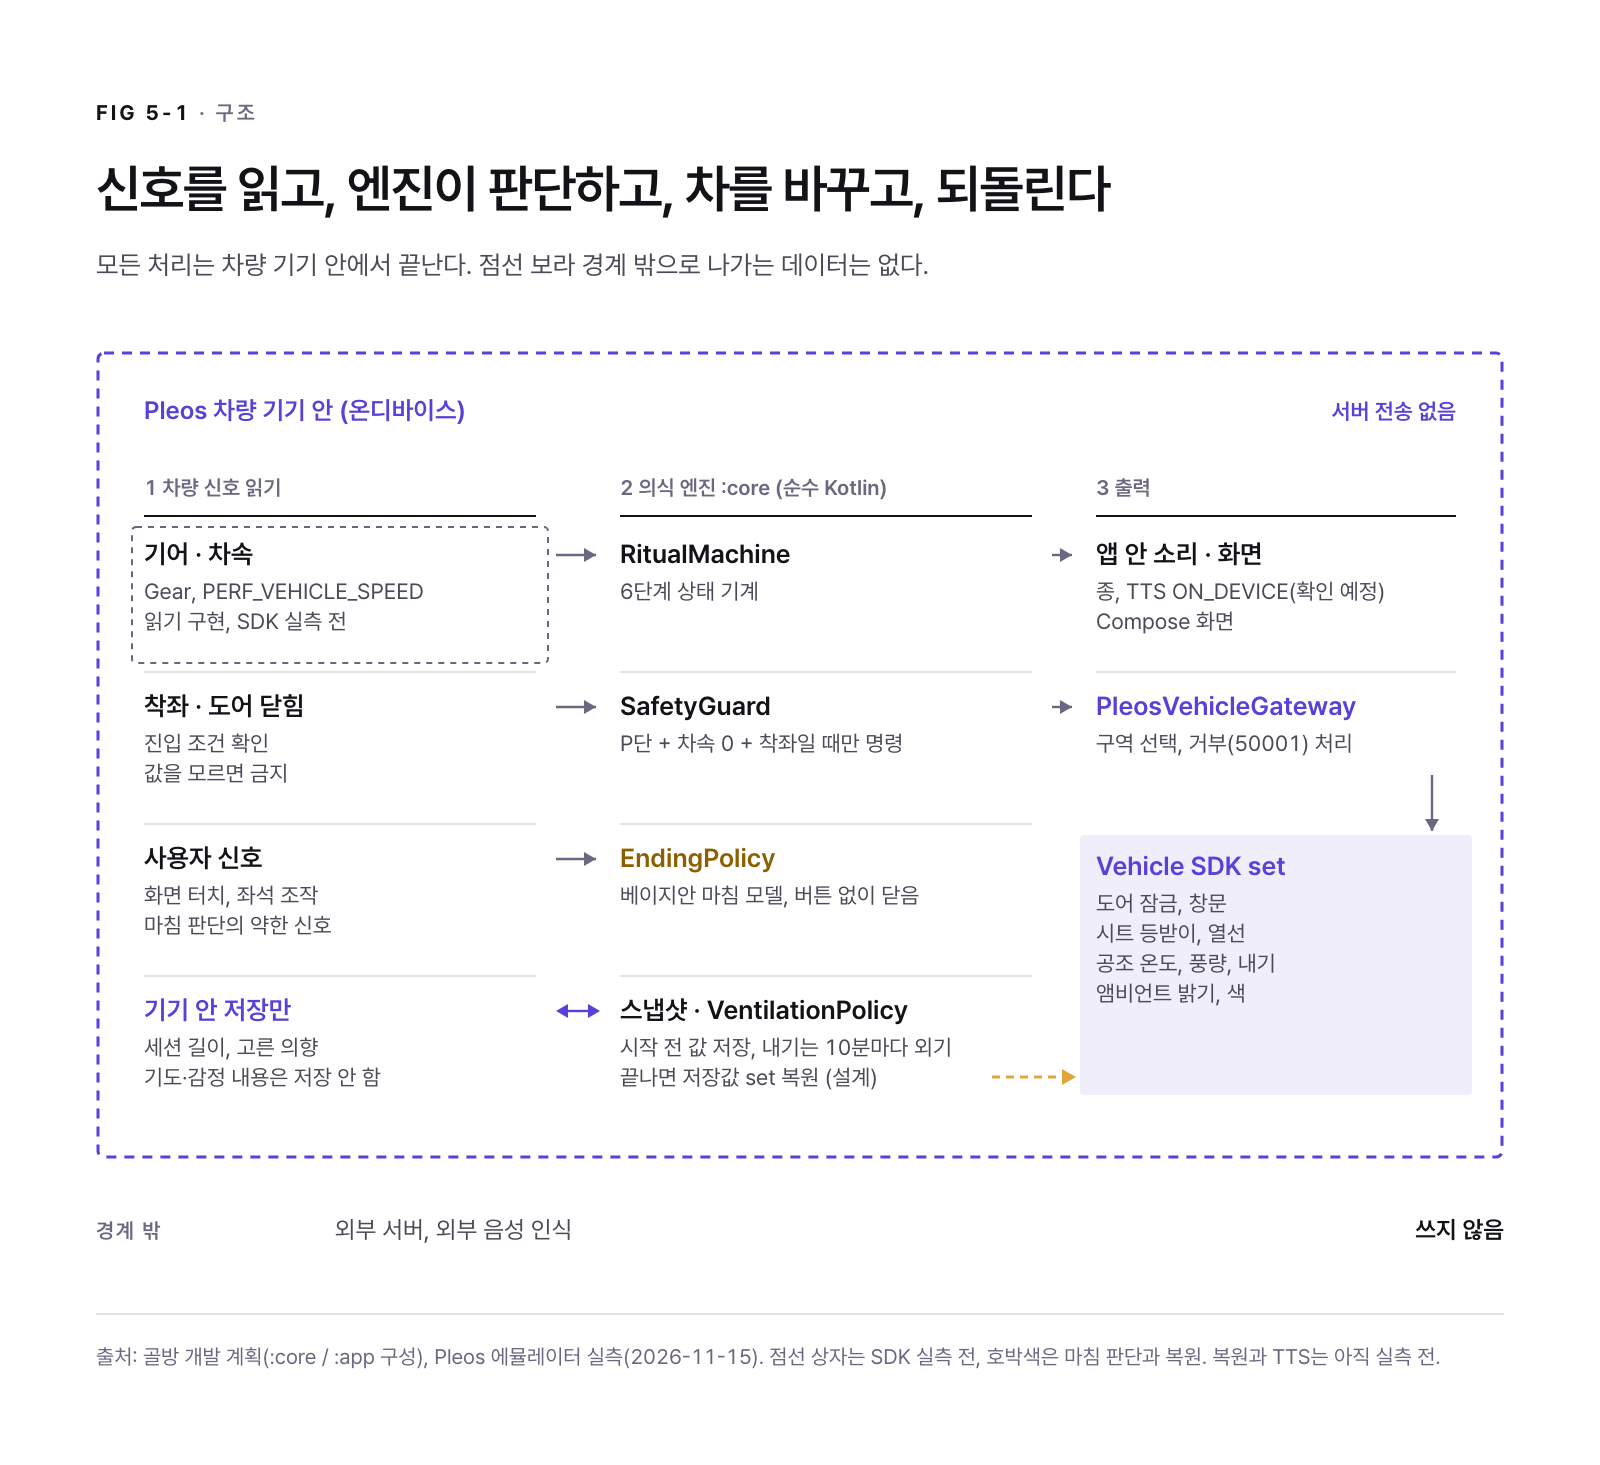 FIG 5-1 · 구조
신호를 읽고, 엔진이 판단하고, 차를 바꾸고, 되돌린다
모든 처리는 차량 기기 안에서 끝난다. 점선 보라 경계 밖으로 나가는 데이터는 없다.
Pleos 차량 기기 안 (온디바이스)
서버 전송 없음
1 차량 신호 읽기
기어 · 차속
Gear, PERF_VEHICLE_SPEED
읽기 구현, SDK 실측 전
착좌 · 도어 닫힘
진입 조건 확인
값을 모르면 금지
사용자 신호
화면 터치, 좌석 조작
마침 판단의 약한 신호
기기 안 저장만
세션 길이, 고른 의향
기도·감정 내용은 저장 안 함
2 의식 엔진 :core (순수 Kotlin)
RitualMachine
6단계 상태 기계
SafetyGuard
P단 + 차속 0 + 착좌일 때만 명령
EndingPolicy
베이지안 마침 모델, 버튼 없이 닫음
스냅샷 · VentilationPolicy
시작 전 값 저장, 내기는 10분마다 외기
끝나면 저장값 set 복원 (설계)
3 출력
앱 안 소리 · 화면
종, TTS ON_DEVICE(확인 예정)
Compose 화면
PleosVehicleGateway
구역 선택, 거부(50001) 처리
Vehicle SDK set
도어 잠금, 창문
시트 등받이, 열선
공조 온도, 풍량, 내기
앰비언트 밝기, 색
경계 밖
외부 서버, 외부 음성 인식
쓰지 않음
출처: 골방 개발 계획(:core / :app 구성), Pleos 에뮬레이터 실측(2026-11-15). 점선 상자는 SDK 실측 전, 호박색은 마침 판단과 복원. 복원과 TTS는 아직 실측 전.